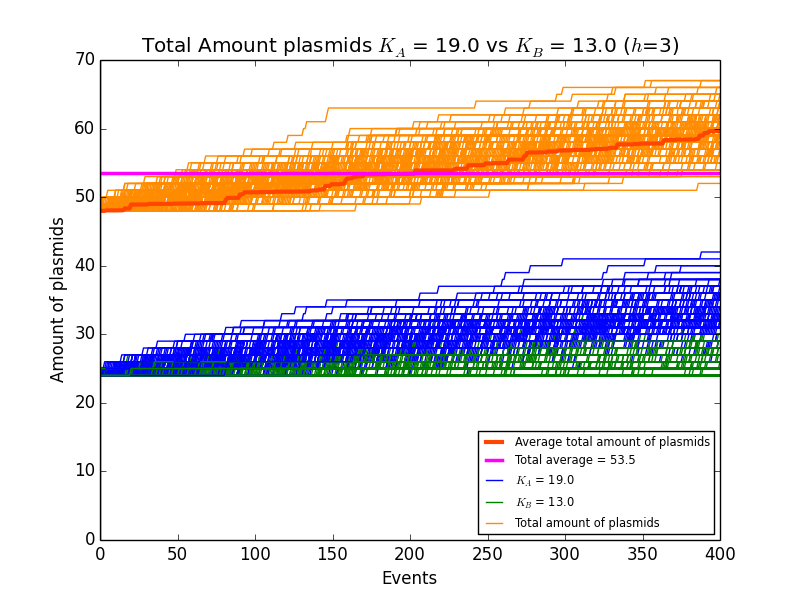 Total Amount plasmids K_A = 19.0 vs K_B = 13.0 (h=3)
Amount of plasmids
70
60
50
40
30
20
10
0
0 50 100 150 200 250 300 350 400
Events
Average total amount of plasmids
Total average = 53.5
K_A = 19.0
K_B = 13.0
Total amount of plasmids